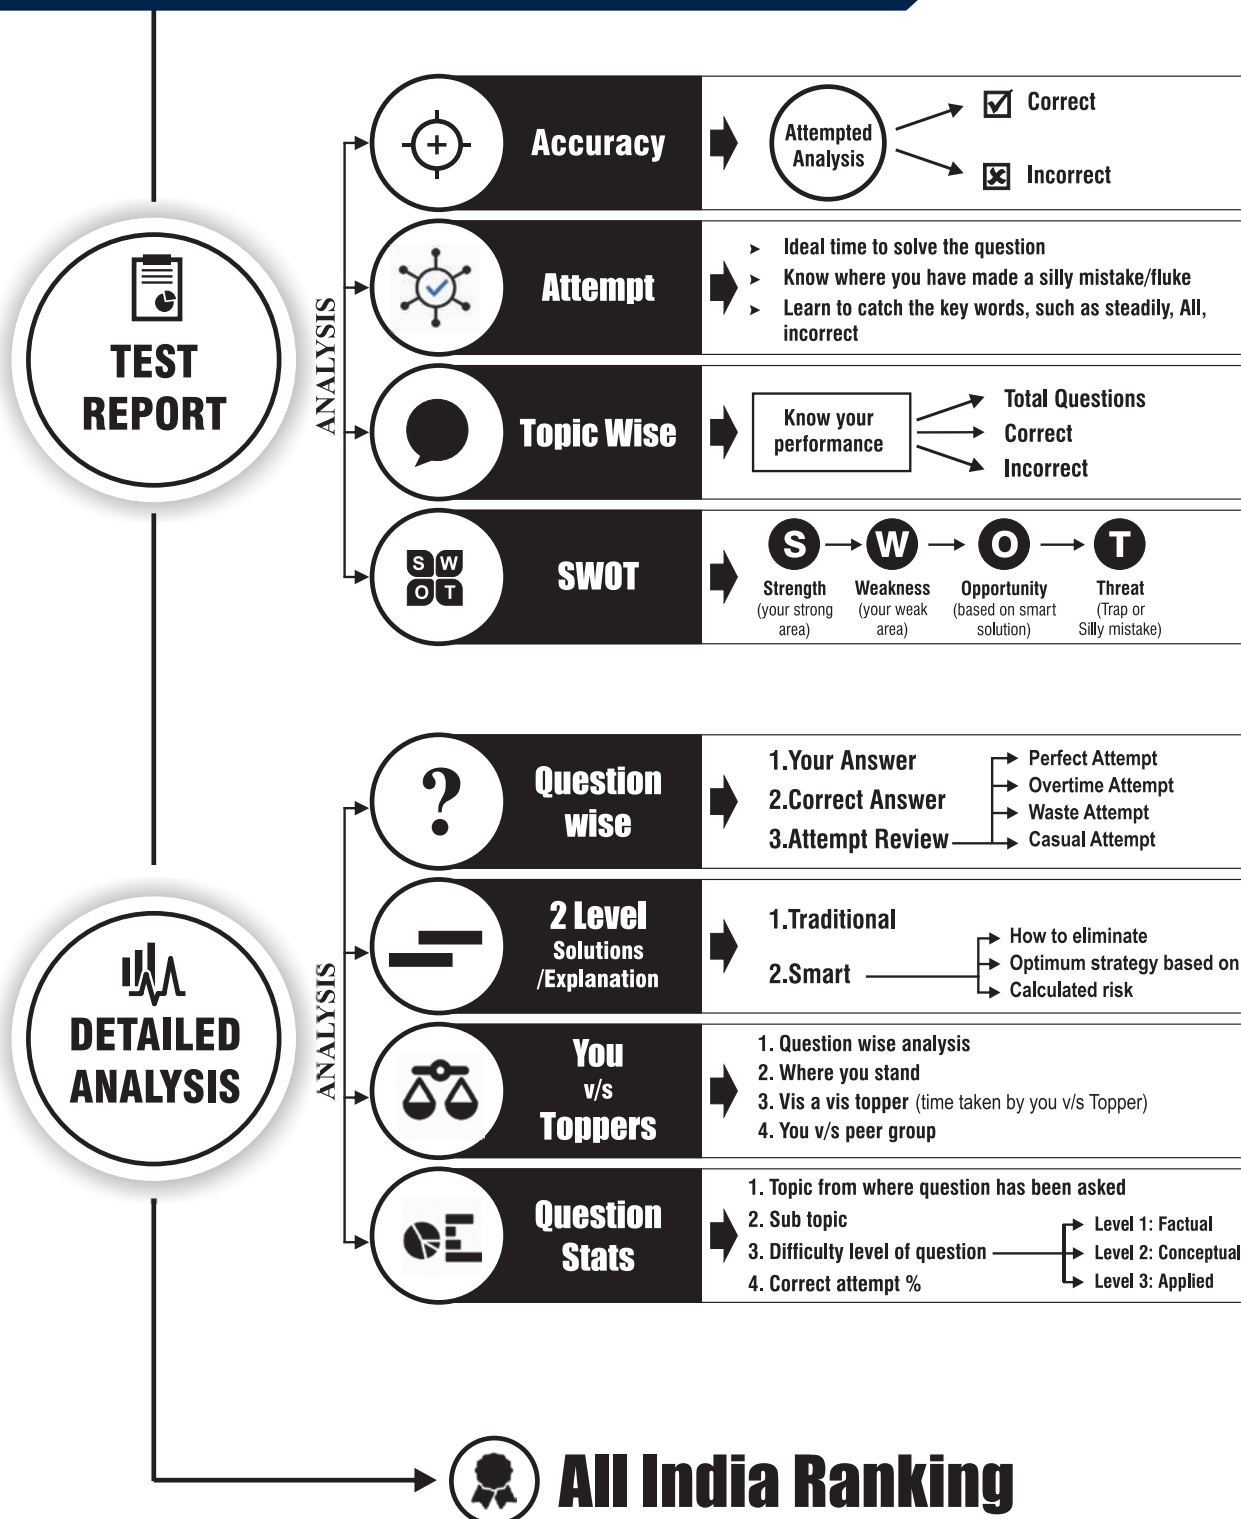 TEST
REPORT
ANALYSIS
Accuracy
Attempted
Analysis
Correct
Incorrect
Attempt
➤ Ideal time to solve the question
➤ Know where you have made a silly mistake/fluke
➤ Learn to catch the key words, such as steadily, All,
incorrect
Topic Wise
Know your
performance
Total Questions
Correct
Incorrect
S W
O T
SWOT
S W O T
Strength Weakness Opportunity Threat
(your strong (your weak (based on smart (Trap or
area) area) solution) Silly mistake)
DETAILED
ANALYSIS
ANALYSIS
?
Question
wise
1.Your Answer
2.Correct Answer
3.Attempt Review
Perfect Attempt
Overtime Attempt
Waste Attempt
Casual Attempt
2 Level
Solutions
/Explanation
1.Traditional
2.Smart
How to eliminate
Optimum strategy based on
Calculated risk
You
v/s
Toppers
1. Question wise analysis
2. Where you stand
3. Vis a vis topper (time taken by you v/s Topper)
4. You v/s peer group
Question
Stats
1. Topic from where question has been asked
2. Sub topic
3. Difficulty level of question
4. Correct attempt %
Level 1: Factual
Level 2: Conceptual
Level 3: Applied
All India Ranking